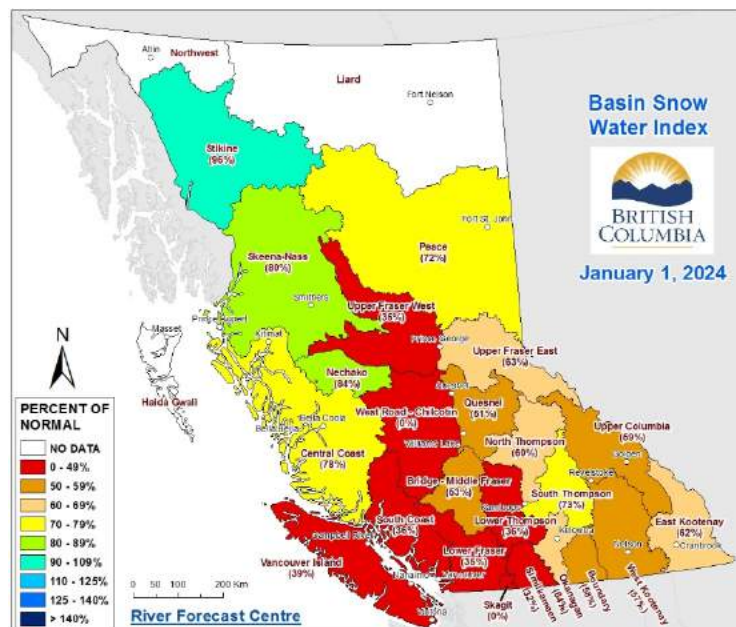 Atlin
Northwest
Liard
Fort Nelson
Basin Snow
Water Index
BRITISH
COLUMBIA
January 1, 2024
Stikine
(96%)
Fort St. John
Peace
(72%)
Skeena-Nass
(80%)
Smithers
Upper Fraser West
Masset
Prince Rupert
Kitimat
Prince George
Upper Fraser East
(63%)
N
Haida Gwaii
Nechako
(84%)
Quesnel
(51%)
West Road - Chilcotin
(0%)
Bella Coola
Williams Lake
Upper Columbia
Golden
North Thompson
(60%)
Central Coast
(78%)
Revelstoke
Bridge - Middle Fraser
(53%)
South Thompson
(73%)
Kamloops
Lower Thompson
(36%)
South Coast
(36%)
Campbell River
Kelowna
East Kootenay
(62%)
Cranbrook
Nelson
Vancouver Island
(39%)
Lower Fraser
Nanaimo
Vancouver
Victoria
Skagit
(0%)
Similkameen
(32%)
Okanagan
Boundary
West Kootenay
(57%)
PERCENT OF
NORMAL
NO DATA
0 - 49%
50 - 59%
60 - 69%
70 - 79%
80 - 89%
90 - 109%
110 - 125%
125 - 140%
> 140%
0 50 100 200 Km
River Forecast Centre